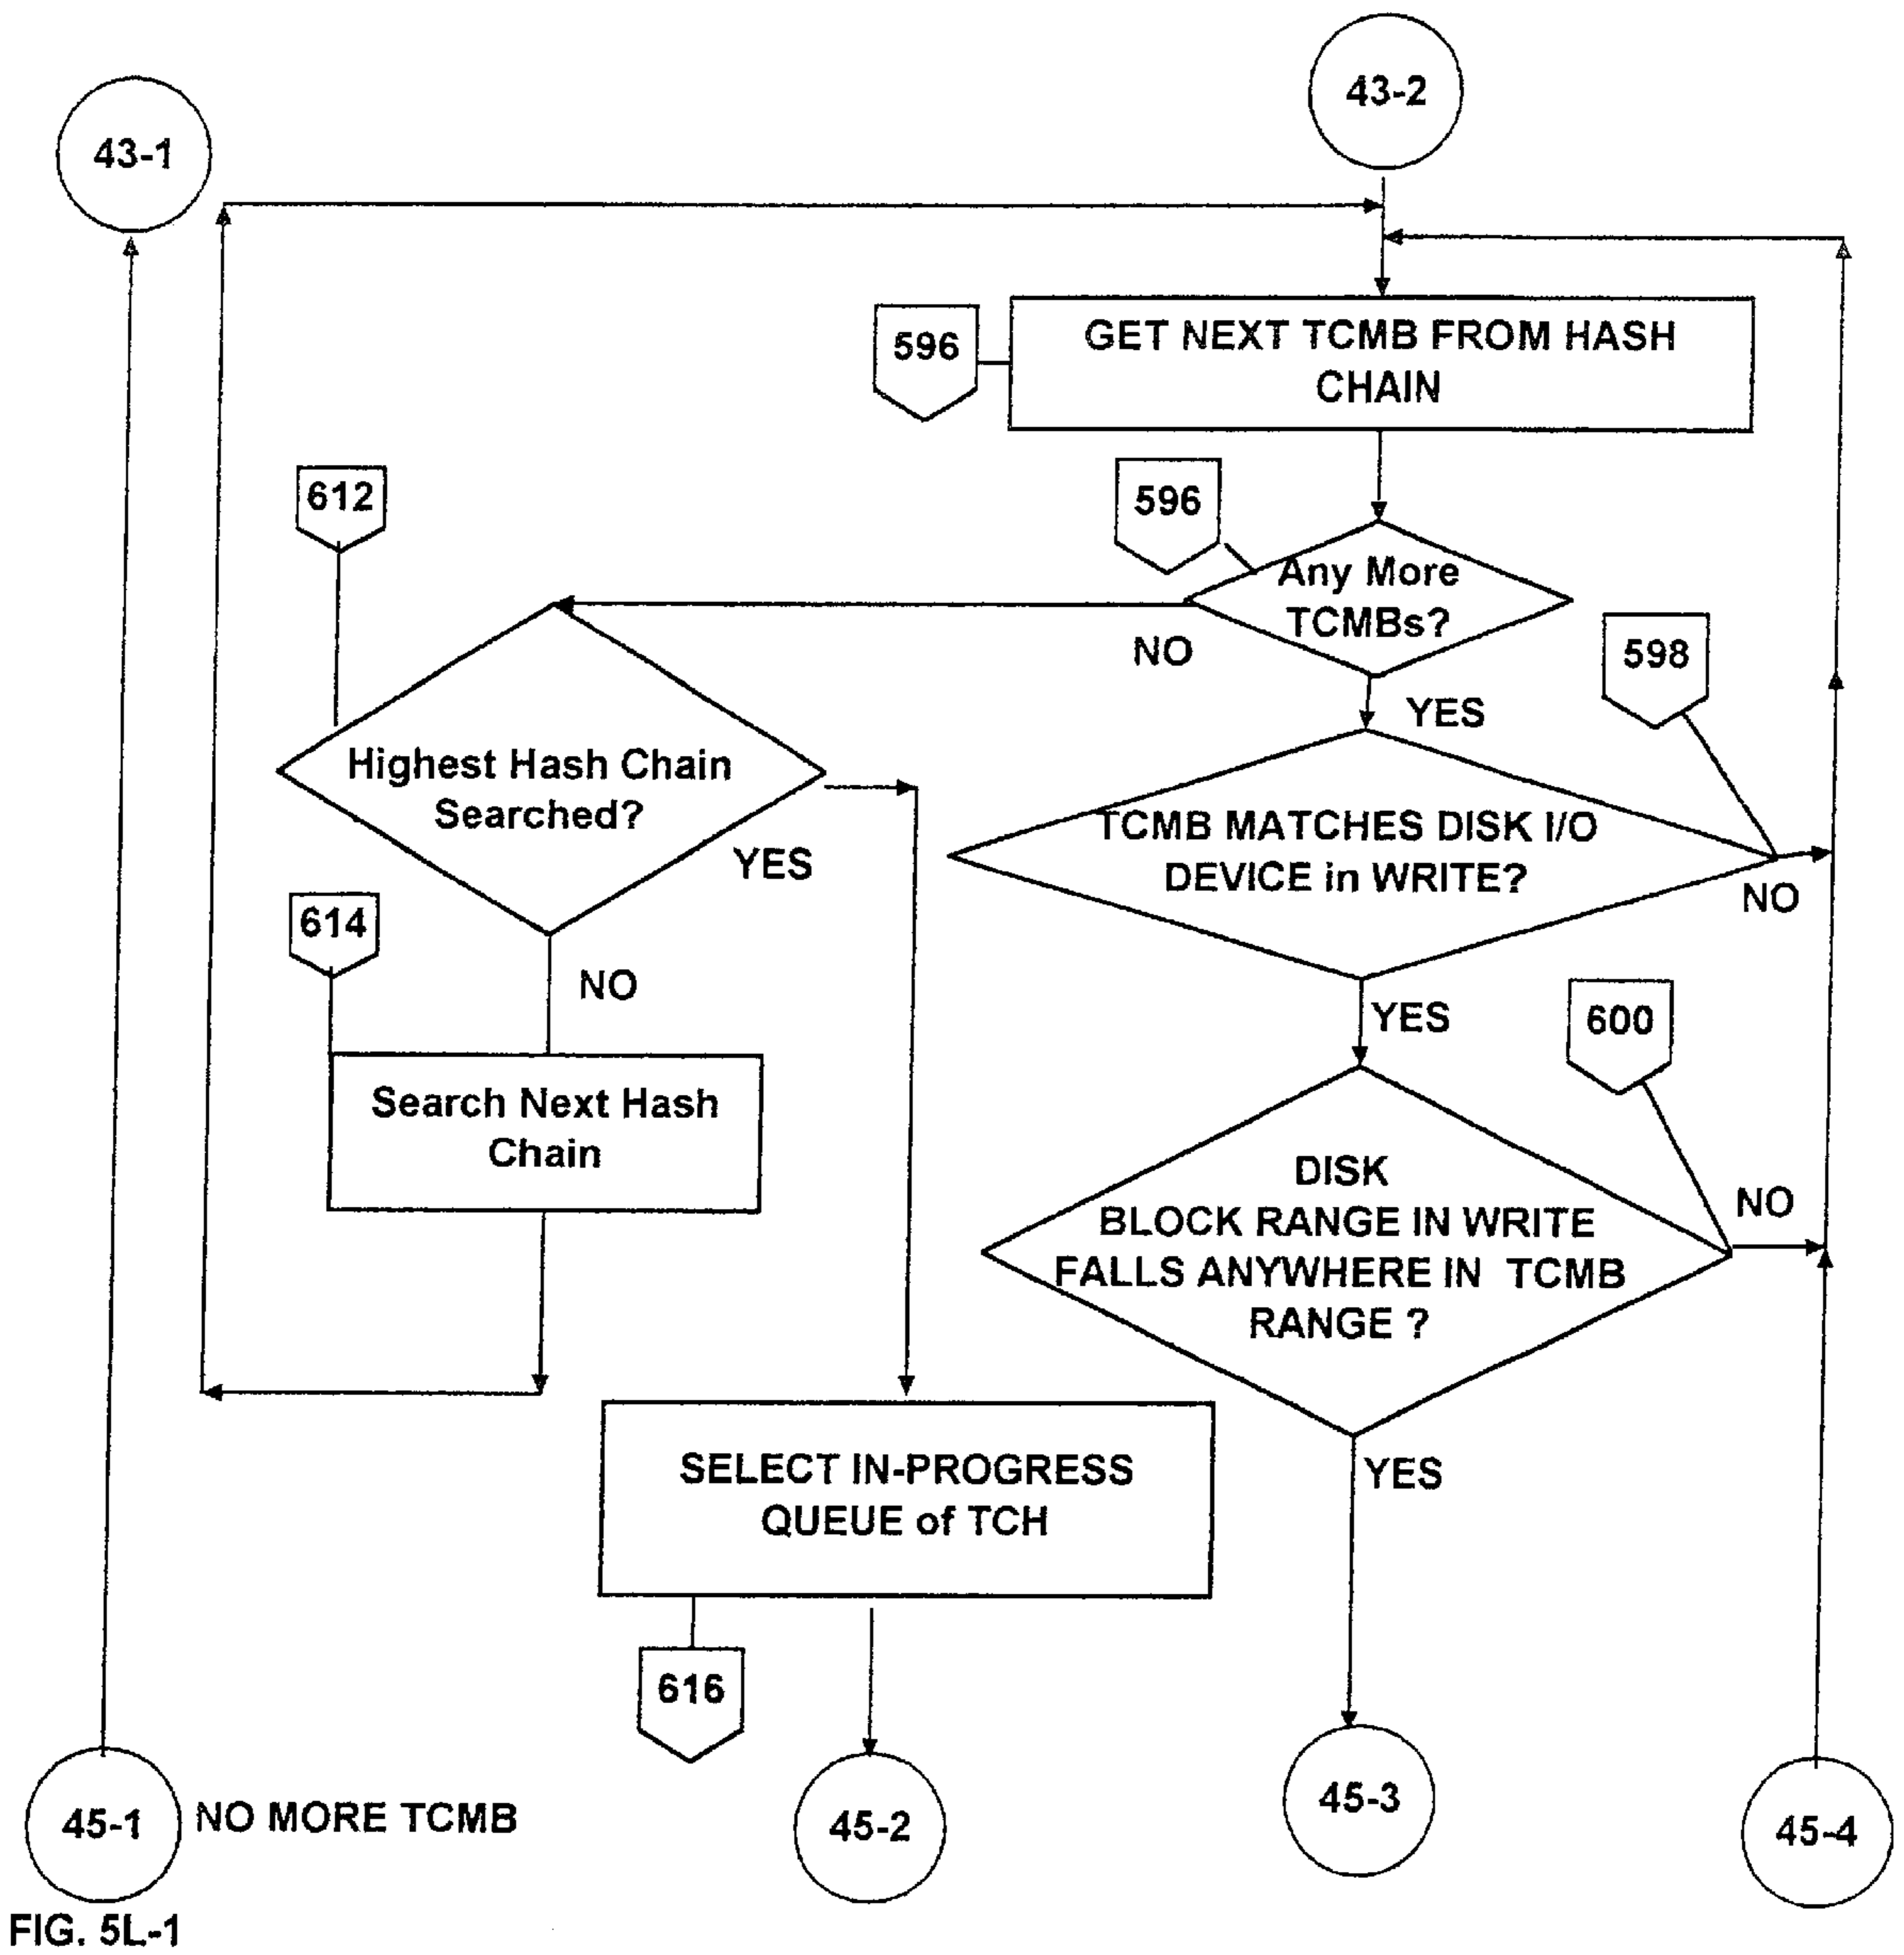 43-2
43-1
GET NEXT TCMB FROM HASH
CHAIN
596
612
596
Any More
TCMBs?
NO
598
YES
Highest Hash Chain
Searched?
YES
TCMB MATCHES DISK I/O
DEVICE in WRITE?
NO
614
NO
YES
600
Search Next Hash
Chain
DISK
BLOCK RANGE IN WRITE
FALLS ANYWHERE IN TCMB
RANGE ?
NO
SELECT IN-PROGRESS
QUEUE of TCH
YES
616
45-1
NO MORE TCMB
45-2
45-3
45-4
FIG. 5L-1